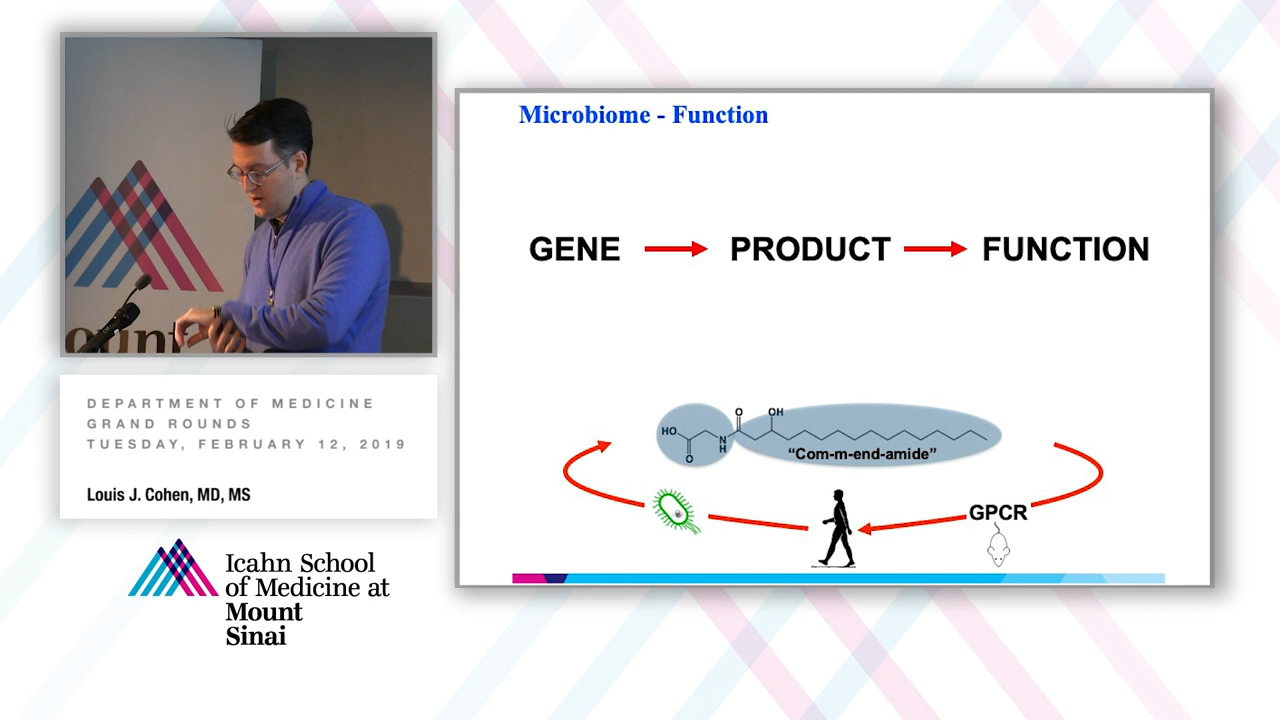 ount
DEPARTMENT OF MEDICINE
GRAND ROUNDS
TUESDAY, FEBRUARY 12, 2019
Louis J. Cohen, MD, MS
Icahn School
of Medicine at
Mount
Sinai
Microbiome - Function
GENE PRODUCT FUNCTION
O OH
HO N
H
O
“Com-m-end-amide”
GPCR